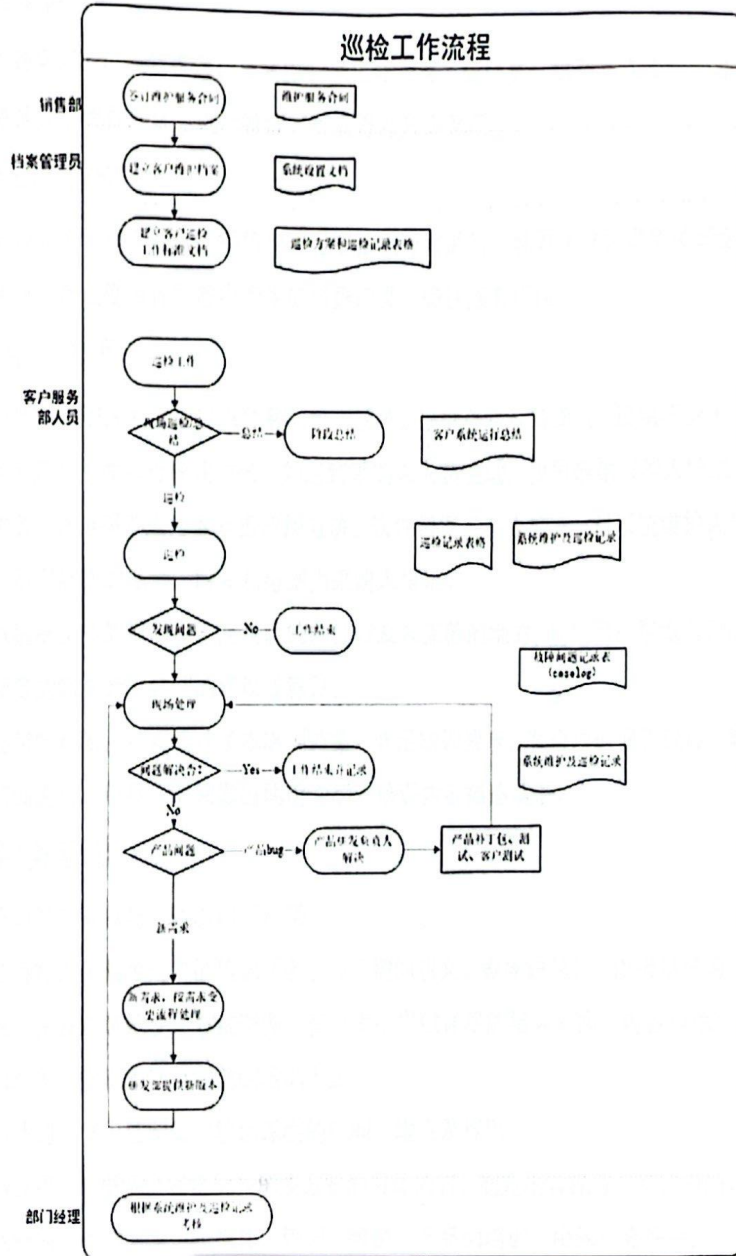 巡检工作流程
销售部
签订维护服务合同
维护服务合同
档案管理员
建立客户维护档案
系统设置文档
建立客户巡检
工作标准文档
巡检方案和巡检记录表格
巡检工作
客户服务
部人员
现场巡检/总
结
总结
阶段总结
客户系统运行总结
巡检
巡检
巡检记录表格
系统维护及巡检记录
发现问题
No
工作结束
故障问题记录表
(caselog)
现场处理
问题解决否?
Yes
工作结束并记录
系统维护及巡检记录
No
产品问题
产品bug
产品研发负责人
解决
产品补丁包、测
试、客户测试
新需求
新需求，按需求变
更流程处理
研发部提供新版本
部门经理
根据系统维护及巡检记录
考核